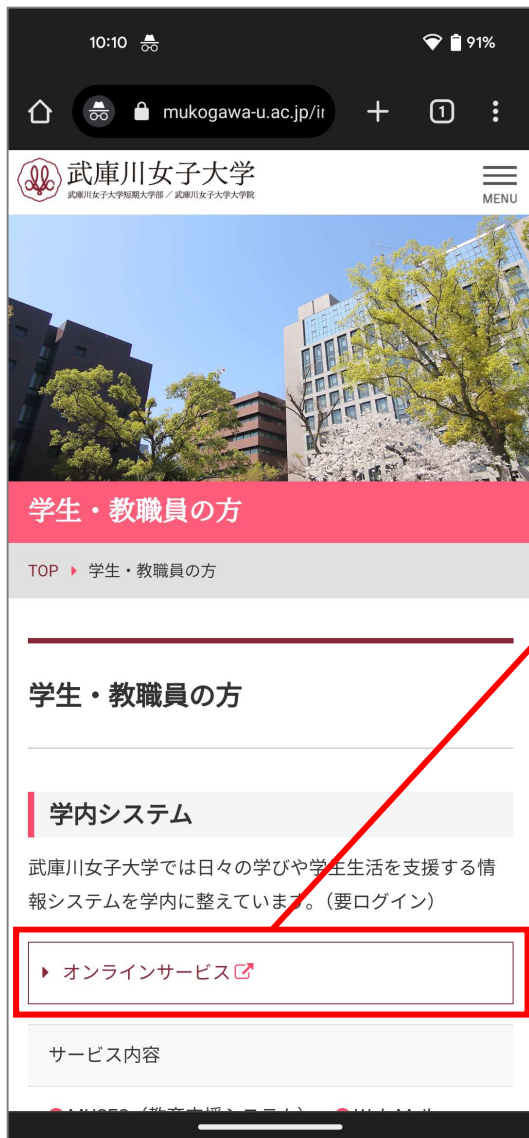 10:10
91%
mukogawa-u.ac.jp/ir
1
武庫川女子大学
武庫川女子大学短期大学部／武庫川女子大学大学院
MENU
学生・教職員の方
TOP 学生・教職員の方
学生・教職員の方
学内システム
武庫川女子大学では日々の学びや学生生活を支援する情
報システムを学内に整えています。（要ログイン）
オンラインサービス
サービス内容